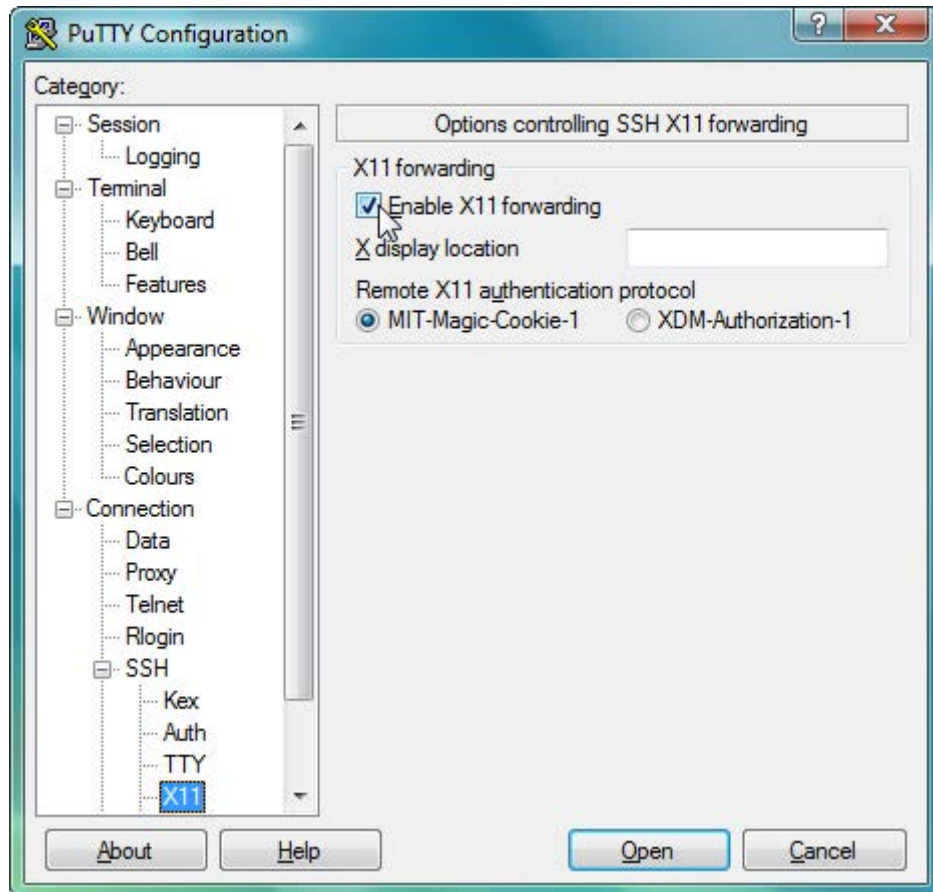 PuTTY Configuration
?
X
Category:
Session
Logging
Terminal
Keyboard
Bell
Features
Window
Appearance
Behaviour
Translation
Selection
Colours
Connection
Data
Proxy
Telnet
Rlogin
SSH
Kex
Auth
TTY
X11
Options controlling SSH X11 forwarding
X11 forwarding
Enable X11 forwarding
X display location
Remote X11 authentication protocol
MIT-Magic-Cookie-1 XDM-Authorization-1
About Help Open Cancel